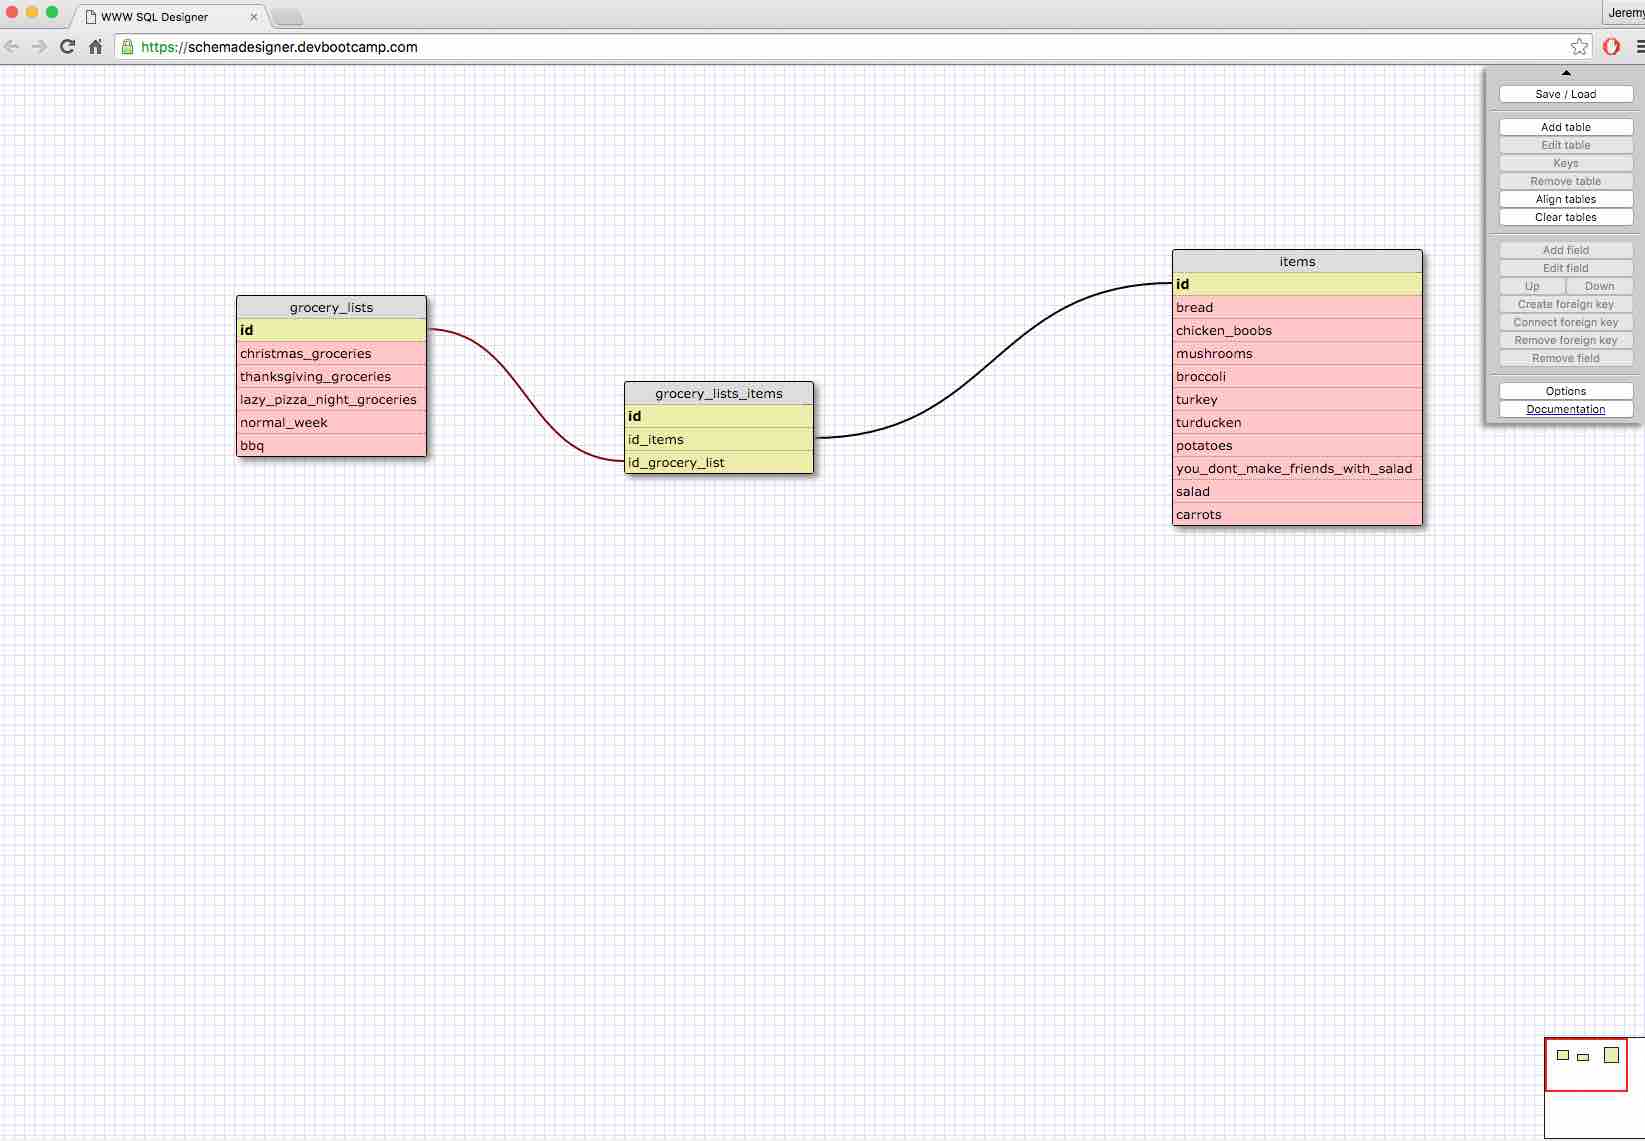 WWW SQL Designer
Jeremy
https://schemadesigner.devbootcamp.com
Save / Load
Add table
Edit table
Keys
Remove table
Align tables
Clear tables
Add field
Edit field
Up Down
Create foreign key
Connect foreign key
Remove foreign key
Remove field
Options
Documentation
grocery_lists
id
christmas_groceries
thanksgiving_groceries
lazy_pizza_night_groceries
normal_week
bbq
grocery_lists_items
id
id_items
id_grocery_list
items
id
bread
chicken_boobs
mushrooms
broccoli
turkey
turducken
potatoes
you_dont_make_friends_with_salad
salad
carrots